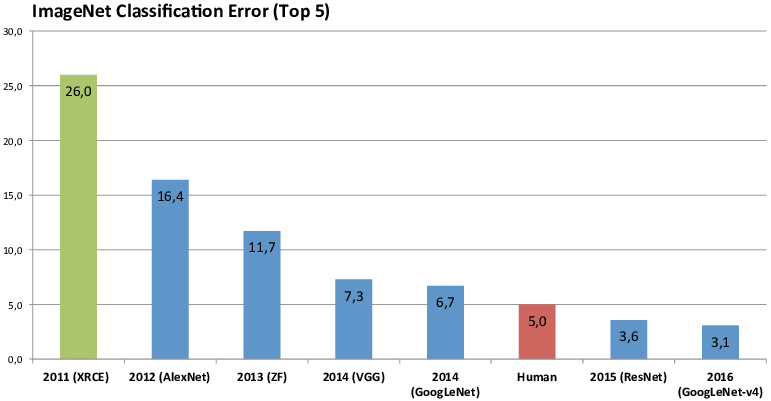 ImageNet Classification Error (Top 5)
30,0
25,0
20,0
15,0
10,0
5,0
0,0
26,0
16,4
11,7
7,3
6,7
5,0
3,6
3,1
2011 (XRCE)
2012 (AlexNet)
2013 (ZF)
2014 (VGG)
2014
(GoogLeNet)
Human
2015 (ResNet)
2016
(GoogLeNet-v4)